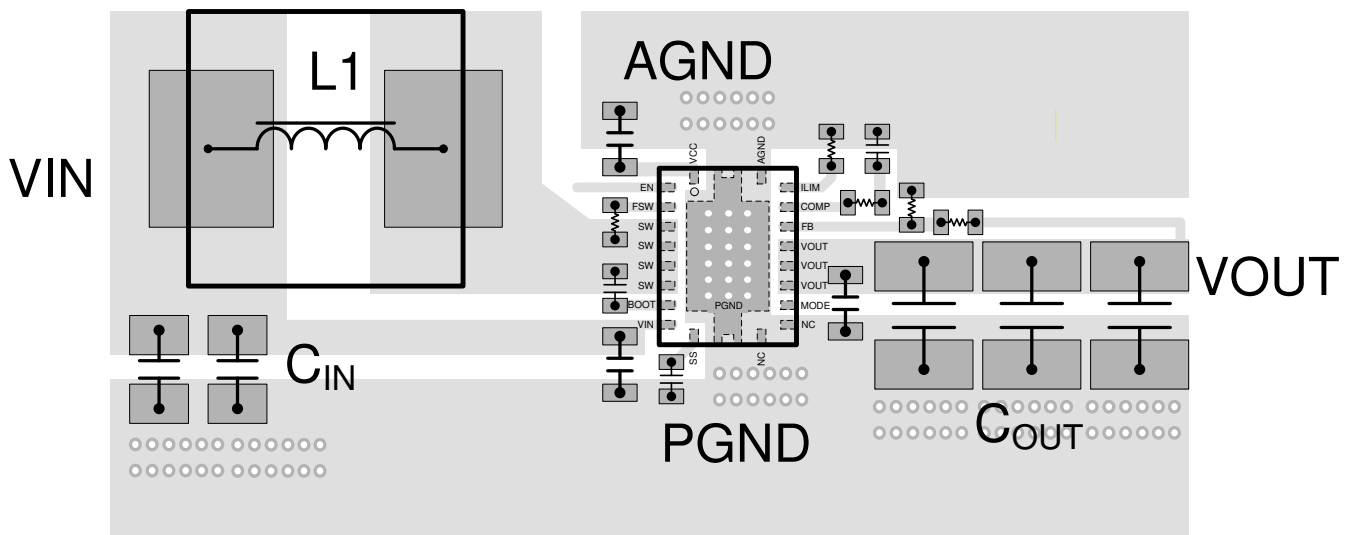 L1
AGND
VIN
VCC
AGND
EN
ILIM
FSW
COMP
SW
FB
SW
VOUT
SW
VOUT
SW
VOUT
BOOT
PGND
MODE
VIN
NC
SS
NC
VOUT
CIN
PGND
COUT